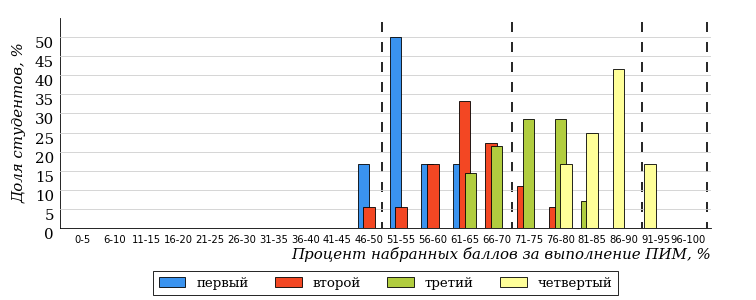 Доля студентов, %
50
45
40
35
30
25
20
15
10
5
0
0-5 6-10 11-15 16-20 21-25 26-30 31-35 36-40 41-45 46-50 51-55 56-60 61-65 66-70 71-75 76-80 81-85 86-90 91-95 96-100
Процент набранных баллов за выполнение ПИМ, %
первый второй третий четвертый